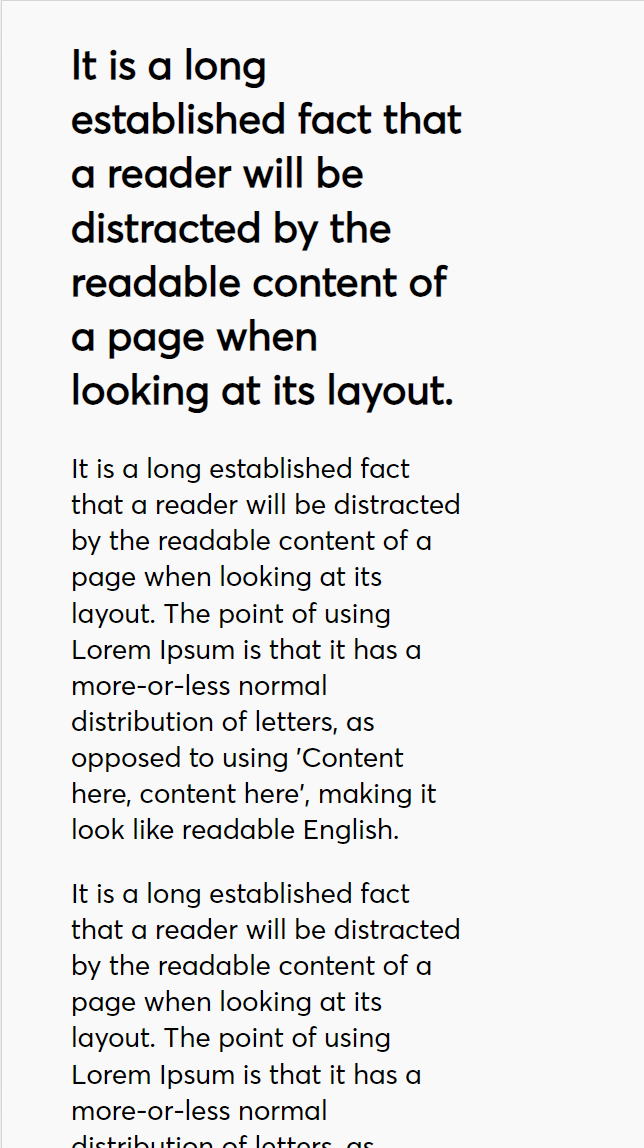 It is a long
established fact that
a reader will be
distracted by the
readable content of
a page when
looking at its layout.
It is a long established fact
that a reader will be distracted
by the readable content of a
page when looking at its
layout. The point of using
Lorem Ipsum is that it has a
more-or-less normal
distribution of letters, as
opposed to using 'Content
here, content here', making it
look like readable English.
It is a long established fact
that a reader will be distracted
by the readable content of a
page when looking at its
layout. The point of using
Lorem Ipsum is that it has a
more-or-less normal
distribution of letters, as